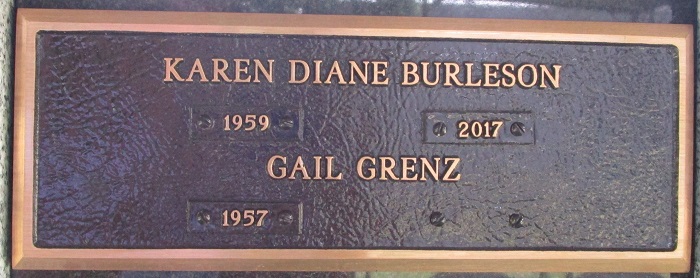 KAREN DIANE BURLESON
1959 2017
GAIL GRENZ
1957